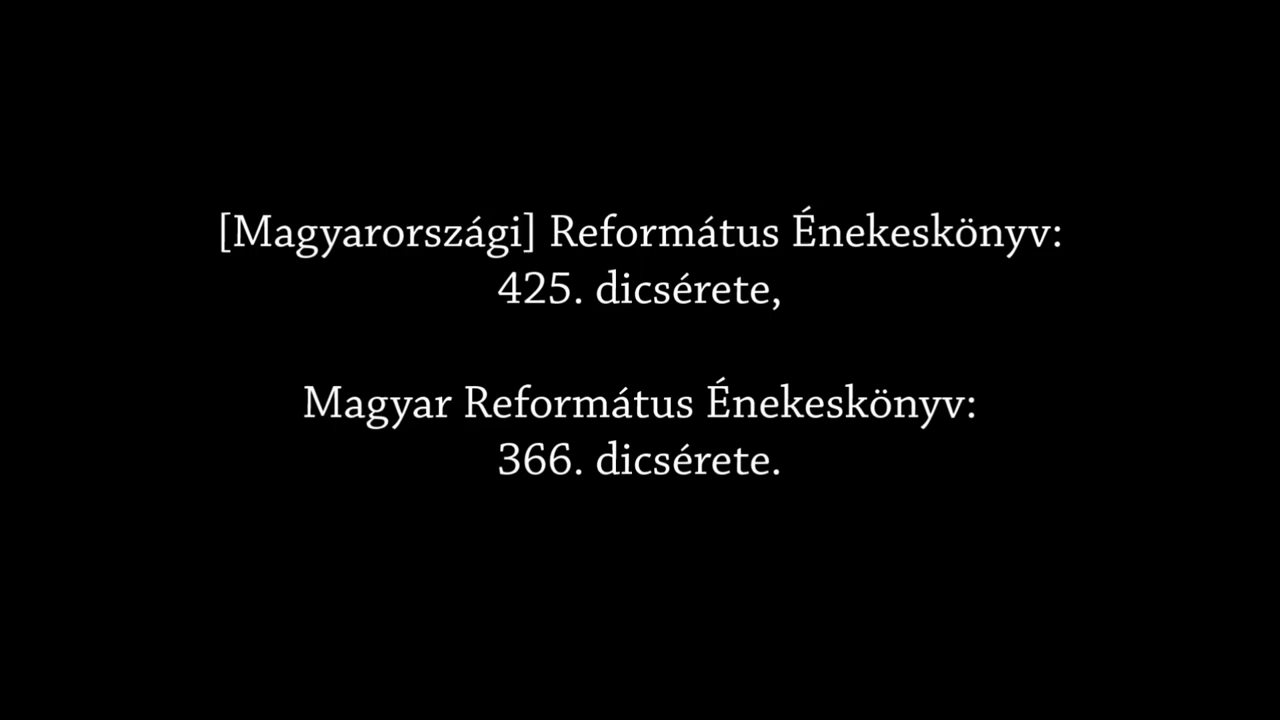 [Magyarországi] Református Énekeskönyv:
425. dicsérete,
Magyar Református Énekeskönyv:
366. dicsérete.